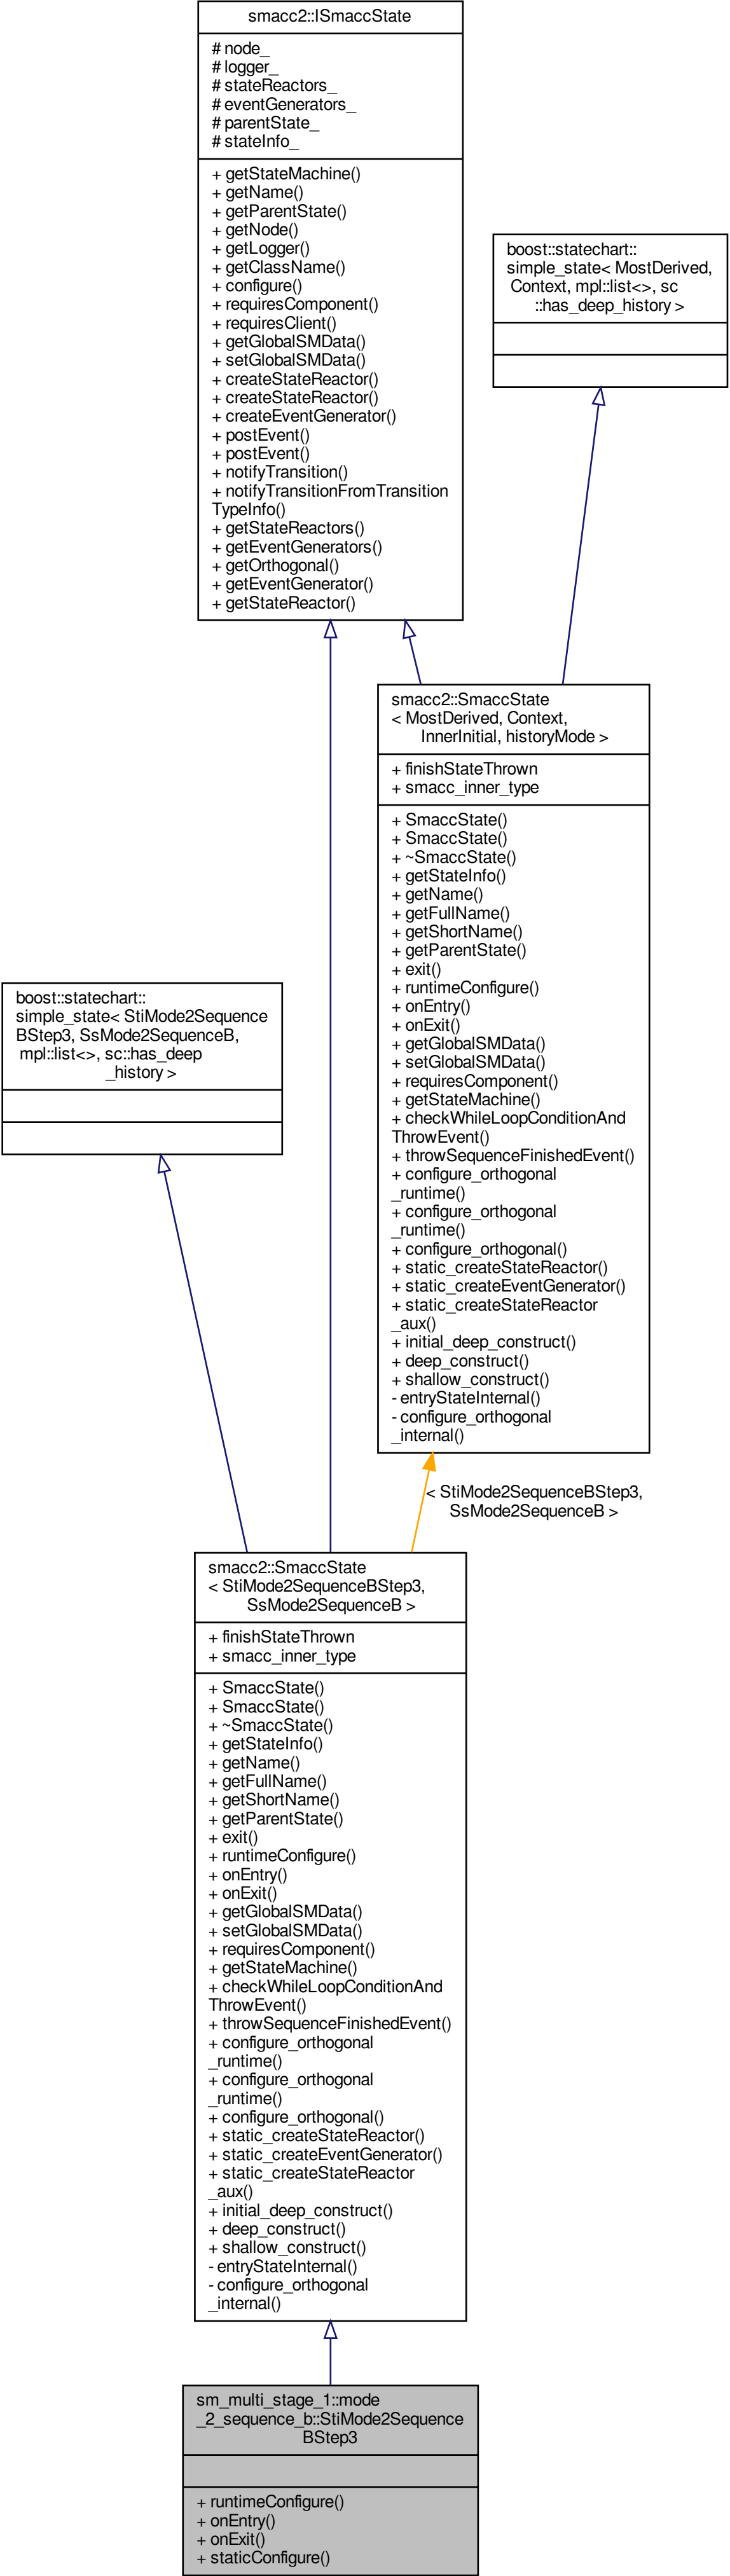 smacc2::ISmaccState
# node_
# logger_
# stateReactors_
# eventGenerators_
# parentState_
# stateInfo_
+ getStateMachine()
+ getName()
+ getParentState()
+ getNode()
+ getLogger()
+ getClassName()
+ configure()
+ requiresComponent()
+ requiresClient()
+ getGlobalSMData()
+ setGlobalSMData()
+ createStateReactor()
+ createStateReactor()
+ createEventGenerator()
+ postEvent()
+ postEvent()
+ notifyTransition()
+ notifyTransitionFromTransition
TypeInfo()
+ getStateReactors()
+ getEventGenerators()
+ getOrthogonal()
+ getEventGenerator()
+ getStateReactor()
boost::statechart::
simple_state< MostDerived,
Context, mpl::list<>, sc
::has_deep_history >
smacc2::SmaccState
< MostDerived, Context,
InnerInitial, historyMode >
+ finishStateThrown
+ smacc_inner_type
+ SmaccState()
+ SmaccState()
+ ~SmaccState()
+ getStateInfo()
+ getName()
+ getFullName()
+ getShortName()
+ getParentState()
+ exit()
+ runtimeConfigure()
+ onEntry()
+ onExit()
+ getGlobalSMData()
+ setGlobalSMData()
+ requiresComponent()
+ getStateMachine()
+ checkWhileLoopConditionAnd
ThrowEvent()
+ throwSequenceFinishedEvent()
+ configure_orthogonal
_runtime()
+ configure_orthogonal
_runtime()
+ configure_orthogonal()
+ static_createStateReactor()
+ static_createEventGenerator()
+ static_createStateReactor
_aux()
+ initial_deep_construct()
+ deep_construct()
+ shallow_construct()
- entryStateInternal()
- configure_orthogonal
_internal()
boost::statechart::
simple_state< StiMode2Sequence
BStep3, SsMode2SequenceB,
mpl::list<>, sc::has_deep
_history >
< StiMode2SequenceBStep3,
SsMode2SequenceB >
smacc2::SmaccState
< StiMode2SequenceBStep3,
SsMode2SequenceB >
+ finishStateThrown
+ smacc_inner_type
+ SmaccState()
+ SmaccState()
+ ~SmaccState()
+ getStateInfo()
+ getName()
+ getFullName()
+ getShortName()
+ getParentState()
+ exit()
+ runtimeConfigure()
+ onEntry()
+ onExit()
+ getGlobalSMData()
+ setGlobalSMData()
+ requiresComponent()
+ getStateMachine()
+ checkWhileLoopConditionAnd
ThrowEvent()
+ throwSequenceFinishedEvent()
+ configure_orthogonal
_runtime()
+ configure_orthogonal
_runtime()
+ configure_orthogonal()
+ static_createStateReactor()
+ static_createEventGenerator()
+ static_createStateReactor
_aux()
+ initial_deep_construct()
+ deep_construct()
+ shallow_construct()
- entryStateInternal()
- configure_orthogonal
_internal()
sm_multi_stage_1::mode
_2_sequence_b::StiMode2Sequence
BStep3
+ runtimeConfigure()
+ onEntry()
+ onExit()
+ staticConfigure()